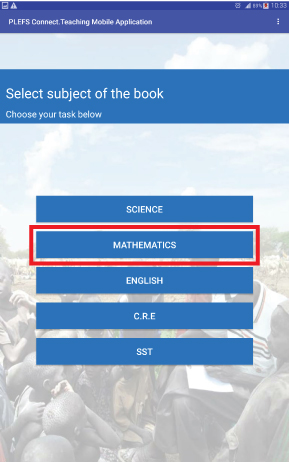 89% 10:33
PLEFS Connect.Teaching Mobile Application
Select subject of the book
Choose your task below
SCIENCE
MATHEMATICS
ENGLISH
C.R.E
SST